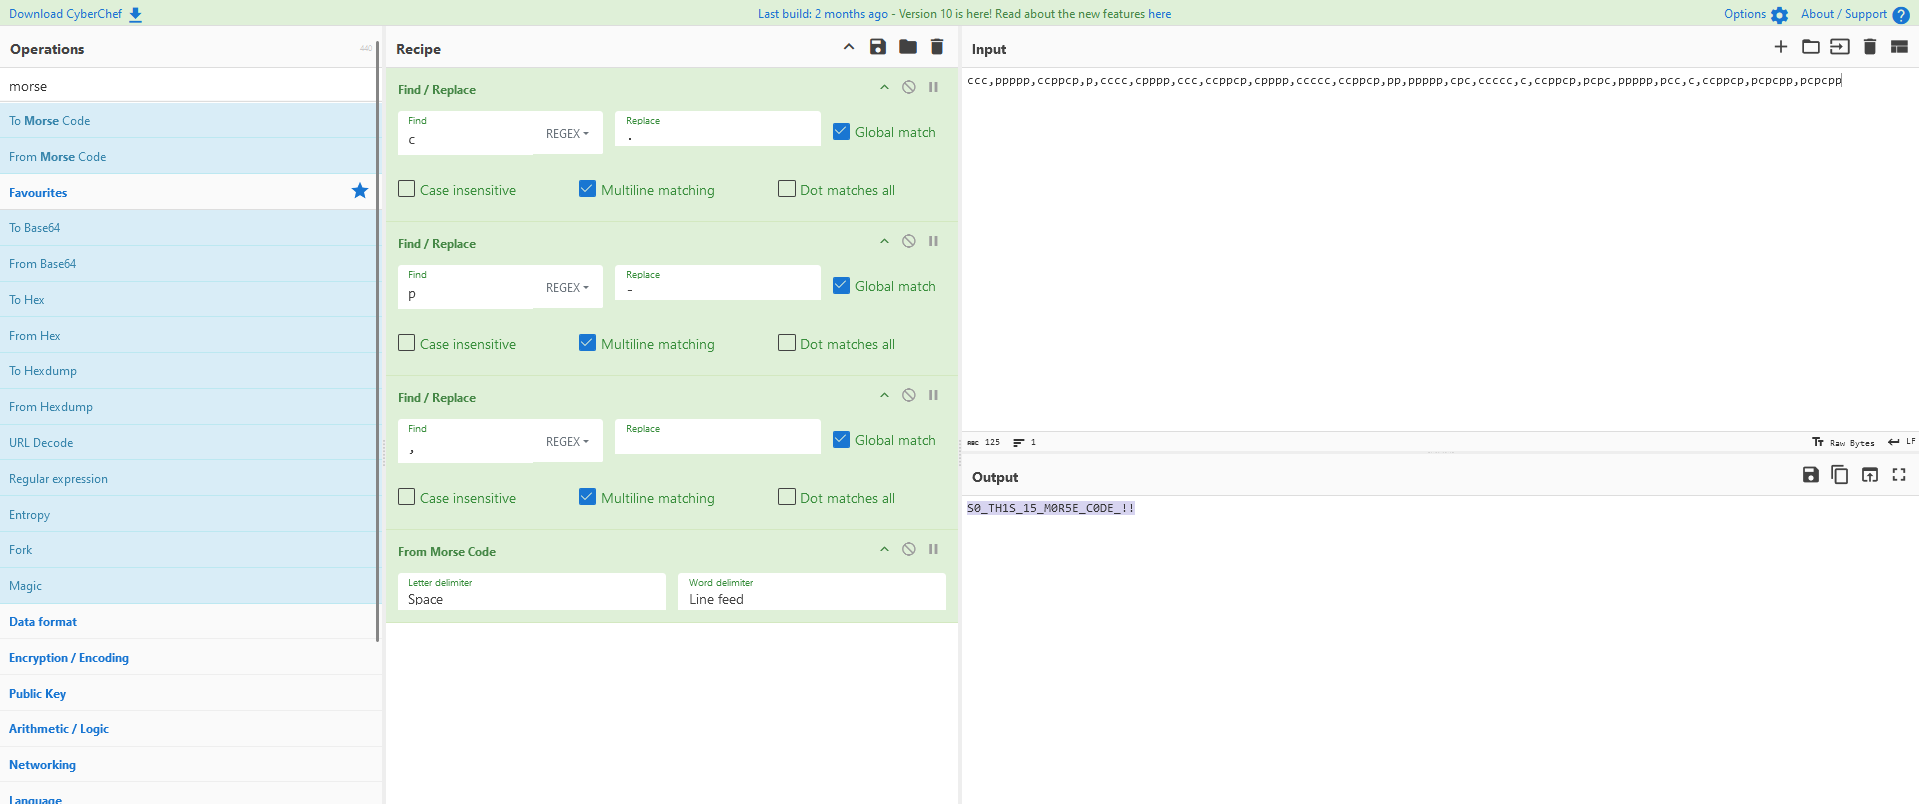 Download CyberChef
Last build: 2 months ago - Version 10 is here! Read about the new features here
Options
About / Support
Operations
440
morse
To Morse Code
From Morse Code
Favourites
To Base64
From Base64
To Hex
From Hex
To Hexdump
From Hexdump
URL Decode
Regular expression
Entropy
Fork
Magic
Data format
Encryption / Encoding
Public Key
Arithmetic / Logic
Networking
Language
Recipe
Find / Replace
Find
c
REGEX
Replace
.
Global match
Case insensitive
Multiline matching
Dot matches all
Find / Replace
Find
p
REGEX
Replace
-
Global match
Case insensitive
Multiline matching
Dot matches all
Find / Replace
Find
,
REGEX
Replace
Global match
Case insensitive
Multiline matching
Dot matches all
From Morse Code
Letter delimiter
Space
Word delimiter
Line feed
Input
ccc,ppppp,ccppcp,p,cccc,cpppp,ccc,ccppcp,cpppp,ccccc,ccppcp,pp,ppppp,cpc,ccccc,c,ccppcp,pcpc,ppppp,pcc,c,ccppcp,pcpcpp,pcpcpp
ABC 125
1
Tт Raw Bytes
LF
Output
S0_TH1S_15_M0R5E_C0DE_!!